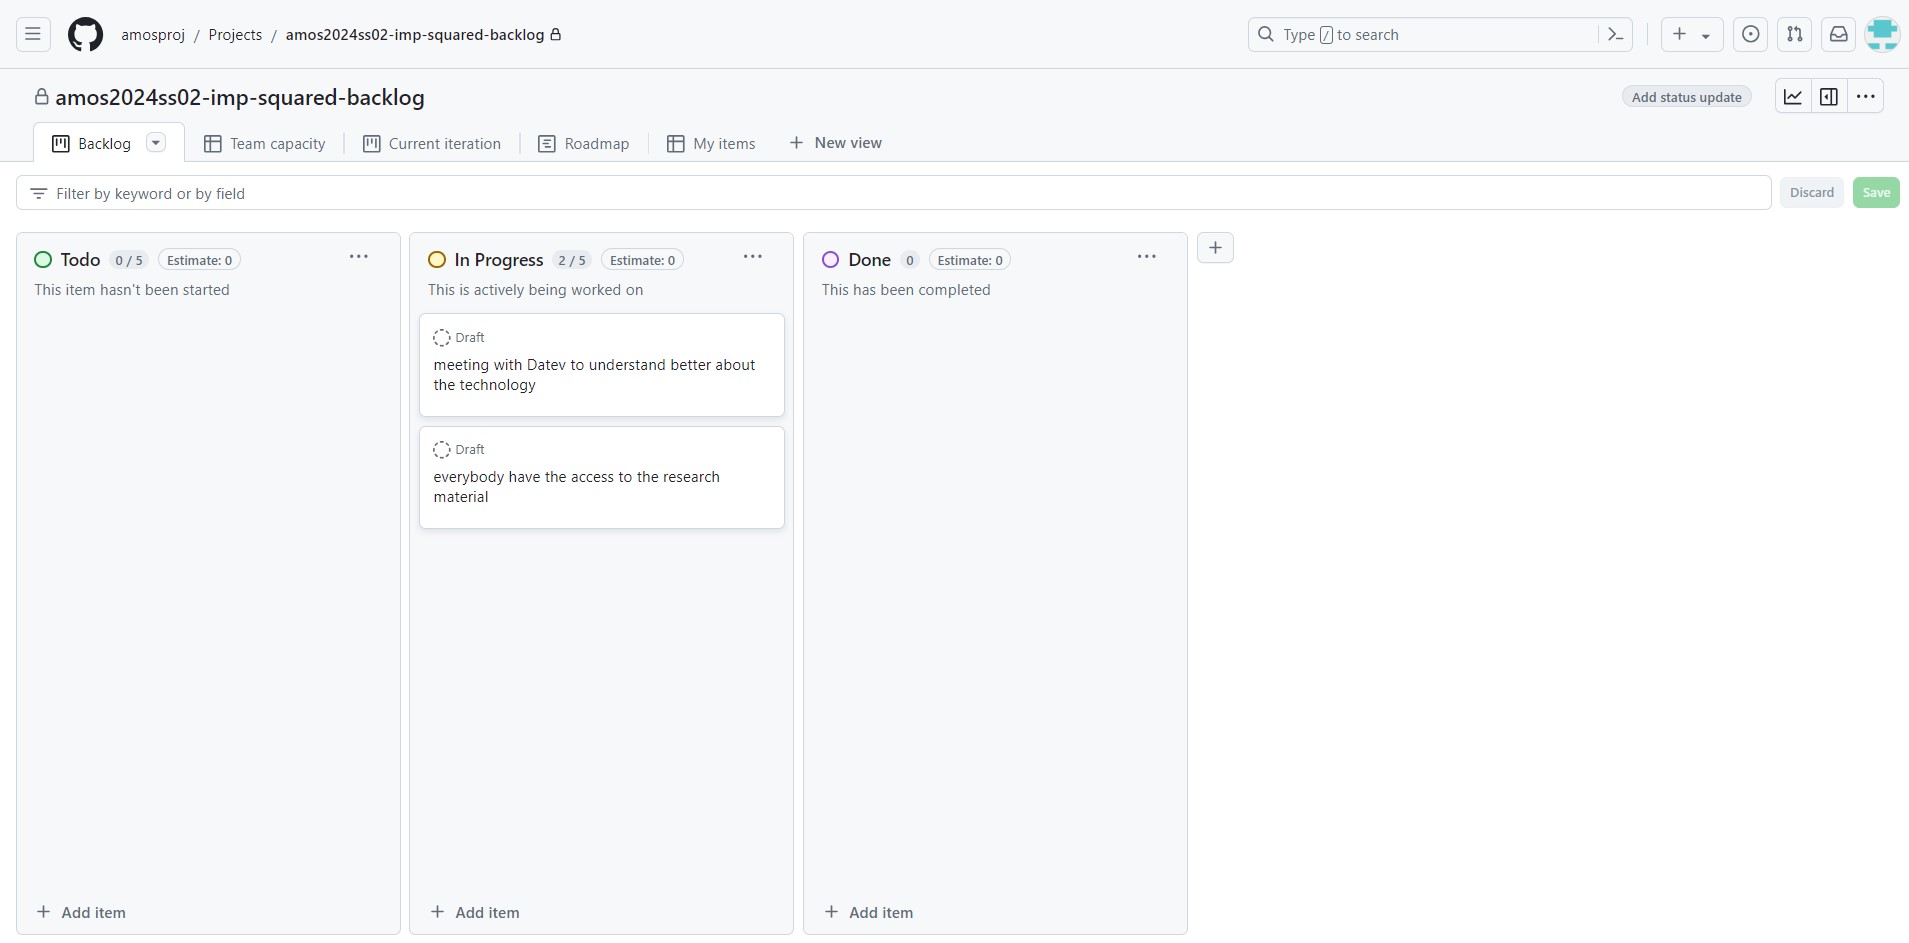 amosproj / Projects / amos2024ss02-imp-squared-backlog
Type / to search
amos2024ss02-imp-squared-backlog
Add status update
Backlog
Team capacity
Current iteration
Roadmap
My items
New view
Filter by keyword or by field
Discard
Save
Todo 0 / 5 Estimate: 0
This item hasn't been started
Add item
In Progress 2 / 5 Estimate: 0
This is actively being worked on
Draft
meeting with Datev to understand better about
the technology
Draft
everybody have the access to the research
material
Add item
Done 0 Estimate: 0
This has been completed
Add item